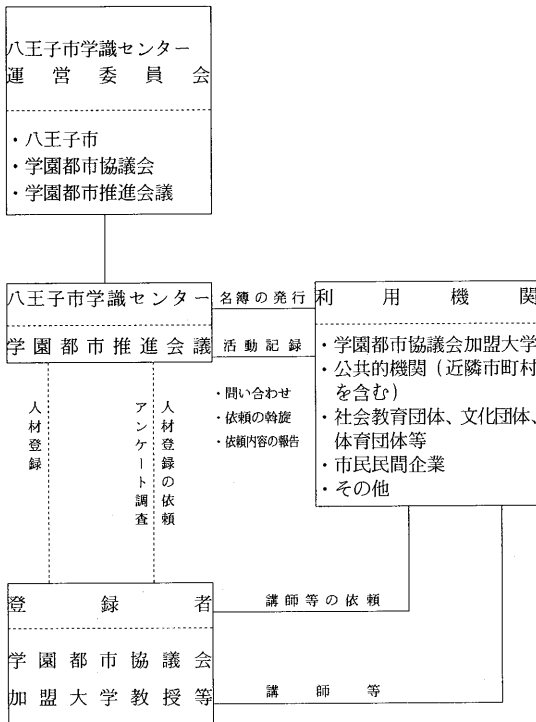 八王子市学識センター
運営委員会
・八王子市
・学園都市協議会
・学園都市推進会議
八王子市学識センター
学園都市推進会議
名簿の発行
活動記録
・問い合わせ
・依頼の斡旋
・依頼内容の報告
利用機関
・学園都市協議会加盟大学
・公共的機関（近隣市町村
を含む）
・社会教育団体、文化団体、
体育団体等
・市民民間企業
・その他
人材登録
人材登録の依頼
アンケート調査
登録者
学園都市協議会
加盟大学教授等
講師等の依頼
講師等